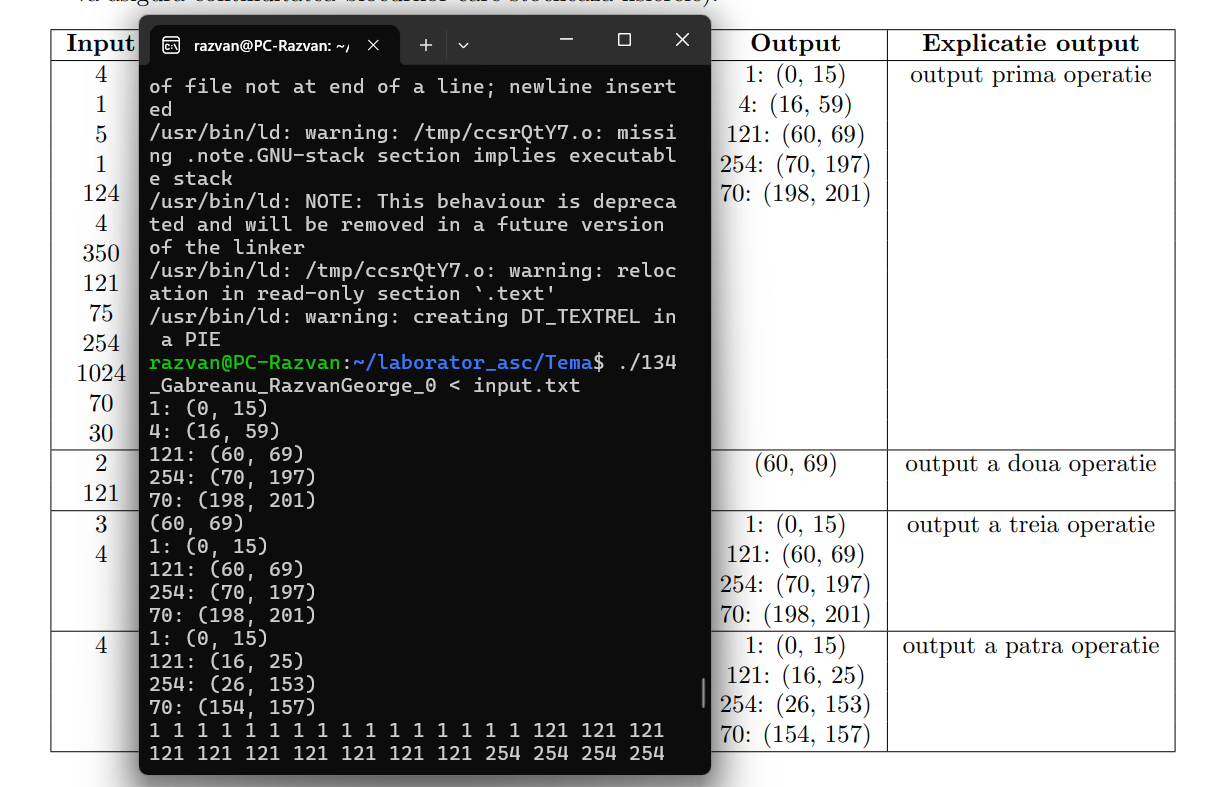 Input
4
1
5
1
124
4
350
121
75
254
1024
70
30
2
121
3
4
4
razvan@PC-Razvan: ~/
of file not at end of a line; newline insert
ed
/usr/bin/ld: warning: /tmp/ccsrQtY7.o: missi
ng .note.GNU-stack section implies executabl
e stack
/usr/bin/ld: NOTE: This behaviour is depreca
ted and will be removed in a future version
of the linker
/usr/bin/ld: /tmp/ccsrQtY7.o: warning: reloc
ation in read-only section `.text'
/usr/bin/ld: warning: creating DT_TEXTREL in
a PIE
razvan@PC-Razvan:~/laborator_asc/Tema$ ./134
_Gabreanu_RazvanGeorge_0 < input.txt
1: (0, 15)
4: (16, 59)
121: (60, 69)
254: (70, 197)
70: (198, 201)
(60, 69)
1: (0, 15)
121: (60, 69)
254: (70, 197)
70: (198, 201)
1: (0, 15)
121: (16, 25)
254: (26, 153)
70: (154, 157)
1 1 1 1 1 1 1 1 1 1 1 1 1 1 1 1 121 121 121
121 121 121 121 121 121 121 254 254 254 254
Output
1: (0, 15)
4: (16, 59)
121: (60, 69)
254: (70, 197)
70: (198, 201)
(60, 69)
1: (0, 15)
121: (60, 69)
254: (70, 197)
70: (198, 201)
1: (0, 15)
121: (16, 25)
254: (26, 153)
70: (154, 157)
Explicatie output
output prima operatie
output a doua operatie
output a treia operatie
output a patra operatie